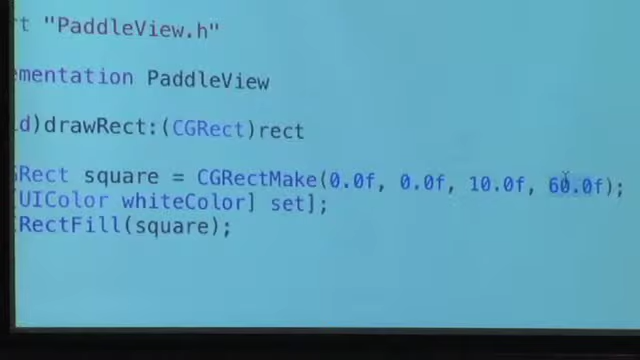 "PaddleView.h"
mentation PaddleView
d)drawRect:(CGRect)rect
Rect square = CGRectMake(0.0f, 0.0f, 10.0f, 60.0f);
UIColor whiteColor] set];
RectFill(square);